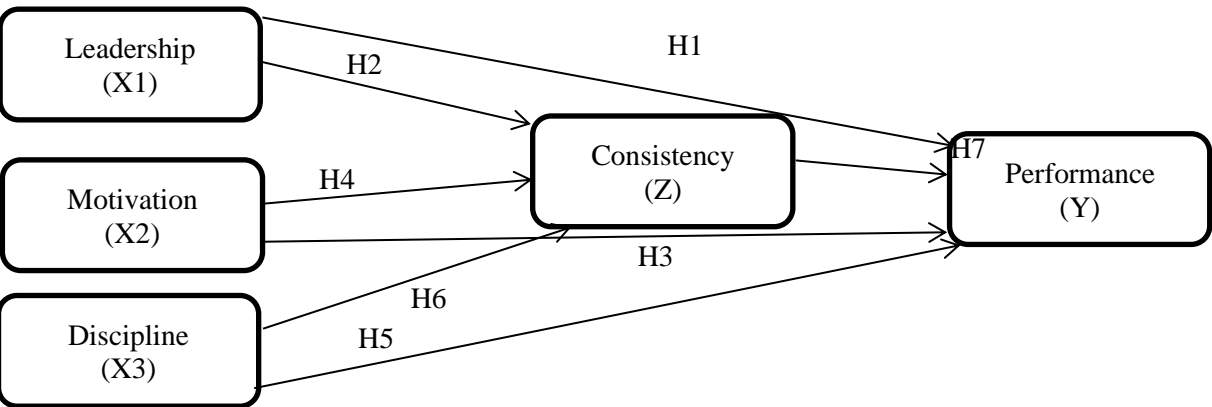 Leadership
(X1)
H1
H2
Consistency
(Z)
H7
Performance
(Y)
Motivation
(X2)
H4
H3
Discipline
(X3)
H6
H5